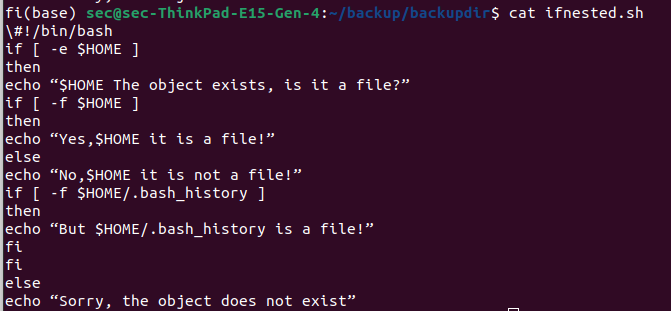 fi(base) sec@sec-ThinkPad-E15-Gen-4:~/backup/backupdir$ cat ifnested.sh
\#!/bin/bash
if [ -e $HOME ]
then
echo “$HOME The object exists, is it a file?”
if [ -f $HOME ]
then
echo “Yes,$HOME it is a file!”
else
echo “No,$HOME it is not a file!”
if [ -f $HOME/.bash_history ]
then
echo “But $HOME/.bash_history is a file!”
fi
fi
else
echo “Sorry, the object does not exist”